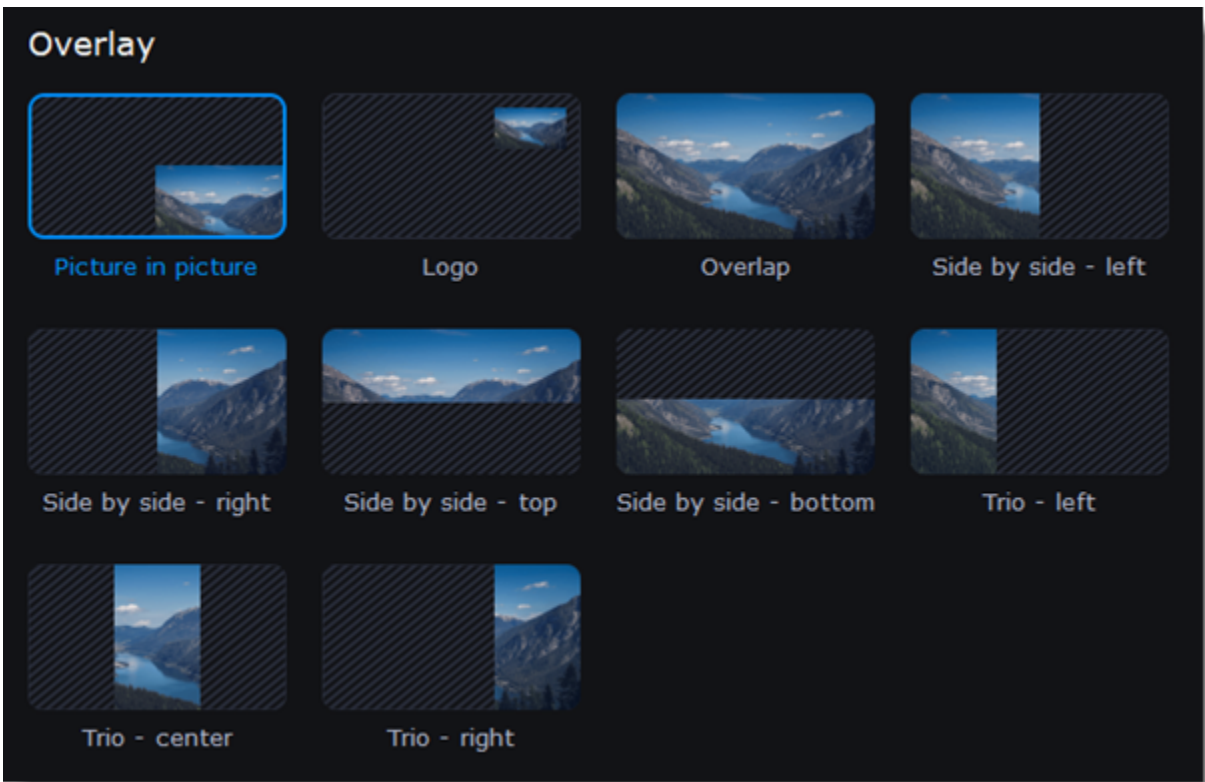 Overlay
Picture in picture
Logo
Overlap
Side by side - left
Side by side - right
Side by side - top
Side by side - bottom
Trio - left
Trio - center
Trio - right